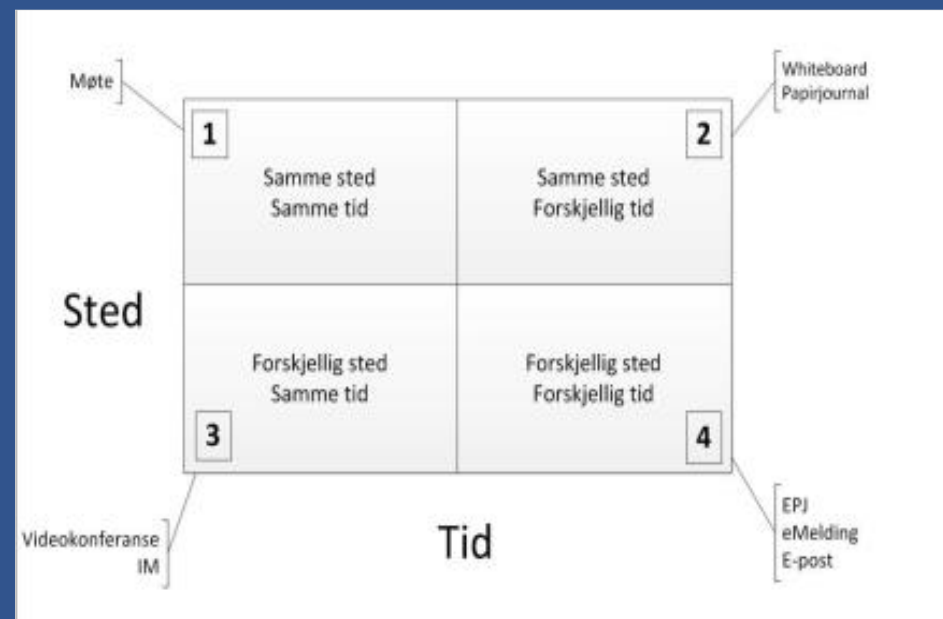 Møte
Whiteboard
Papirjournal
1
2
Samme sted
Samme tid
Samme sted
Forskjellig tid
Sted
Forskjellig sted
Samme tid
Forskjellig sted
Forskjellig tid
3
4
Videokonferanse
IM
Tid
EPJ
eMelding
E-post